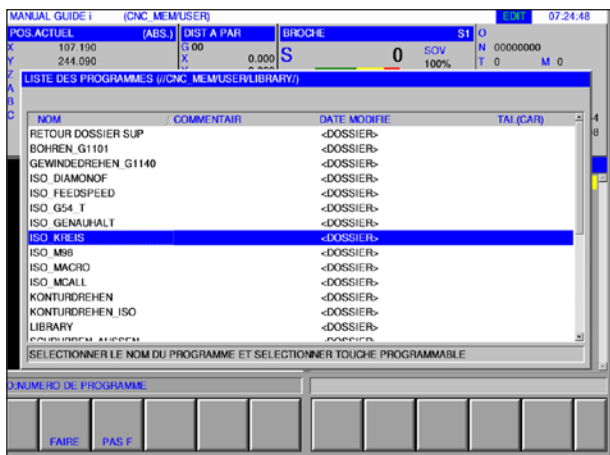 MANUAL GUIDE i (CNC_MEM/USER) EDIT 07:24:48
POS.ACTUEL (ABS.) DIST A PAR BROCHE S1 O
X 107.190 G 00 S 0 SOV N 00000000
Y 244.090 X 0.000 100% T 0 M 0
Z
LISTE DES PROGRAMMES (//CNC_MEM/USER/LIBRARY/)
A
B
C
NOM COMMENTAIR DATE MODIFIE TAL(CAR)
RETOUR DOSSIER SUP <DOSSIER>
BOHREN_G1101 <DOSSIER>
GEWINDEDREHEN_G1140 <DOSSIER>
ISO_DIAMONOF <DOSSIER>
ISO_FEEDSPEED <DOSSIER>
ISO_G54_T <DOSSIER>
ISO_GENAUHALT <DOSSIER>
ISO_KREIS <DOSSIER>
ISO_M98 <DOSSIER>
ISO_MACRO <DOSSIER>
ISO_MCALL <DOSSIER>
KONTURDREHEN <DOSSIER>
KONTURDREHEN_ISO <DOSSIER>
LIBRARY <DOSSIER>
SELECTIONNER LE NOM DU PROGRAMME ET SELECTIONNER TOUCHE PROGRAMMABLE
O:NUMERO DE PROGRAMME
FAIRE PAS F